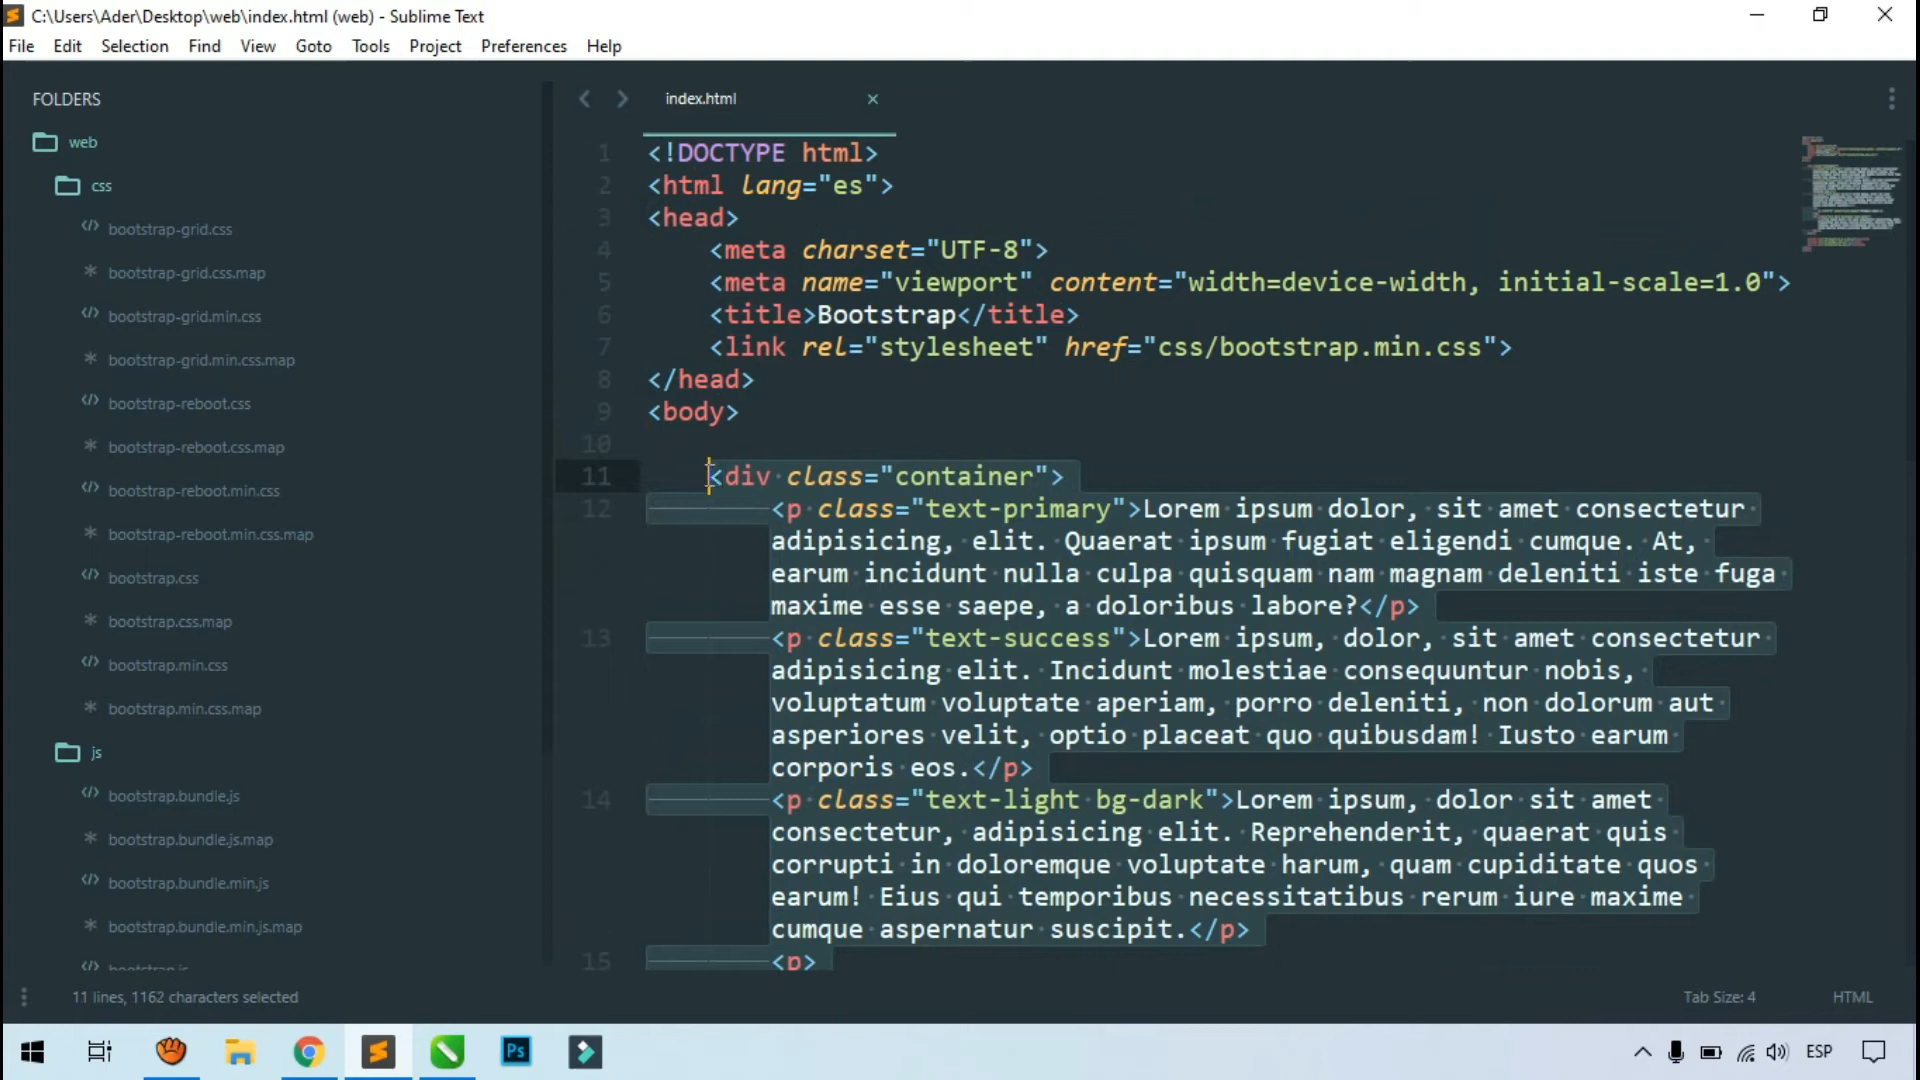 C:\Users\Ader\Desktop\web\index.html (web) - Sublime Text
File Edit Selection Find View Goto Tools Project Preferences Help
FOLDERS
web
css
bootstrap-grid.css
bootstrap-grid.css.map
bootstrap-grid.min.css
bootstrap-grid.min.css.map
bootstrap-reboot.css
bootstrap-reboot.css.map
bootstrap-reboot.min.css
bootstrap-reboot.min.css.map
bootstrap.css
bootstrap.css.map
bootstrap.min.css
bootstrap.min.css.map
js
bootstrap.bundle.js
bootstrap.bundle.js.map
bootstrap.bundle.min.js
bootstrap.bundle.min.js.map
bootstrap.js
index.html
1 <!DOCTYPE html>
2 <html lang="es">
3 <head>
4 <meta charset="UTF-8">
5 <meta name="viewport" content="width=device-width, initial-scale=1.0">
6 <title>Bootstrap</title>
7 <link rel="stylesheet" href="css/bootstrap.min.css">
8 </head>
9 <body>
10
11 <div class="container">
12 <p class="text-primary">Lorem ipsum dolor, sit amet consectetur
adipisicing, elit. Quaerat ipsum fugiat eligendi cumque. At,
earum incidunt nulla culpa quisquam nam magnam deleniti iste fuga
maxime esse saepe, a doloribus labore?</p>
13 <p class="text-success">Lorem ipsum, dolor, sit amet consectetur
adipisicing elit. Incidunt molestiae consequuntur nobis,
voluptatum voluptate aperiam, porro deleniti, non dolorum aut
asperiores velit, optio placeat quo quibusdam! Iusto earum
corporis eos.</p>
14 <p class="text-light bg-dark">Lorem ipsum, dolor sit amet
consectetur, adipisicing elit. Reprehenderit, quaerat quis
corrupti in doloremque voluptate harum, quam cupiditate quos
earum! Eius qui temporibus necessitatibus rerum iure maxime
cumque aspernatur suscipit.</p>
15 <p>
11 lines, 1162 characters selected
Tab Size: 4
HTML
Ps
ESP